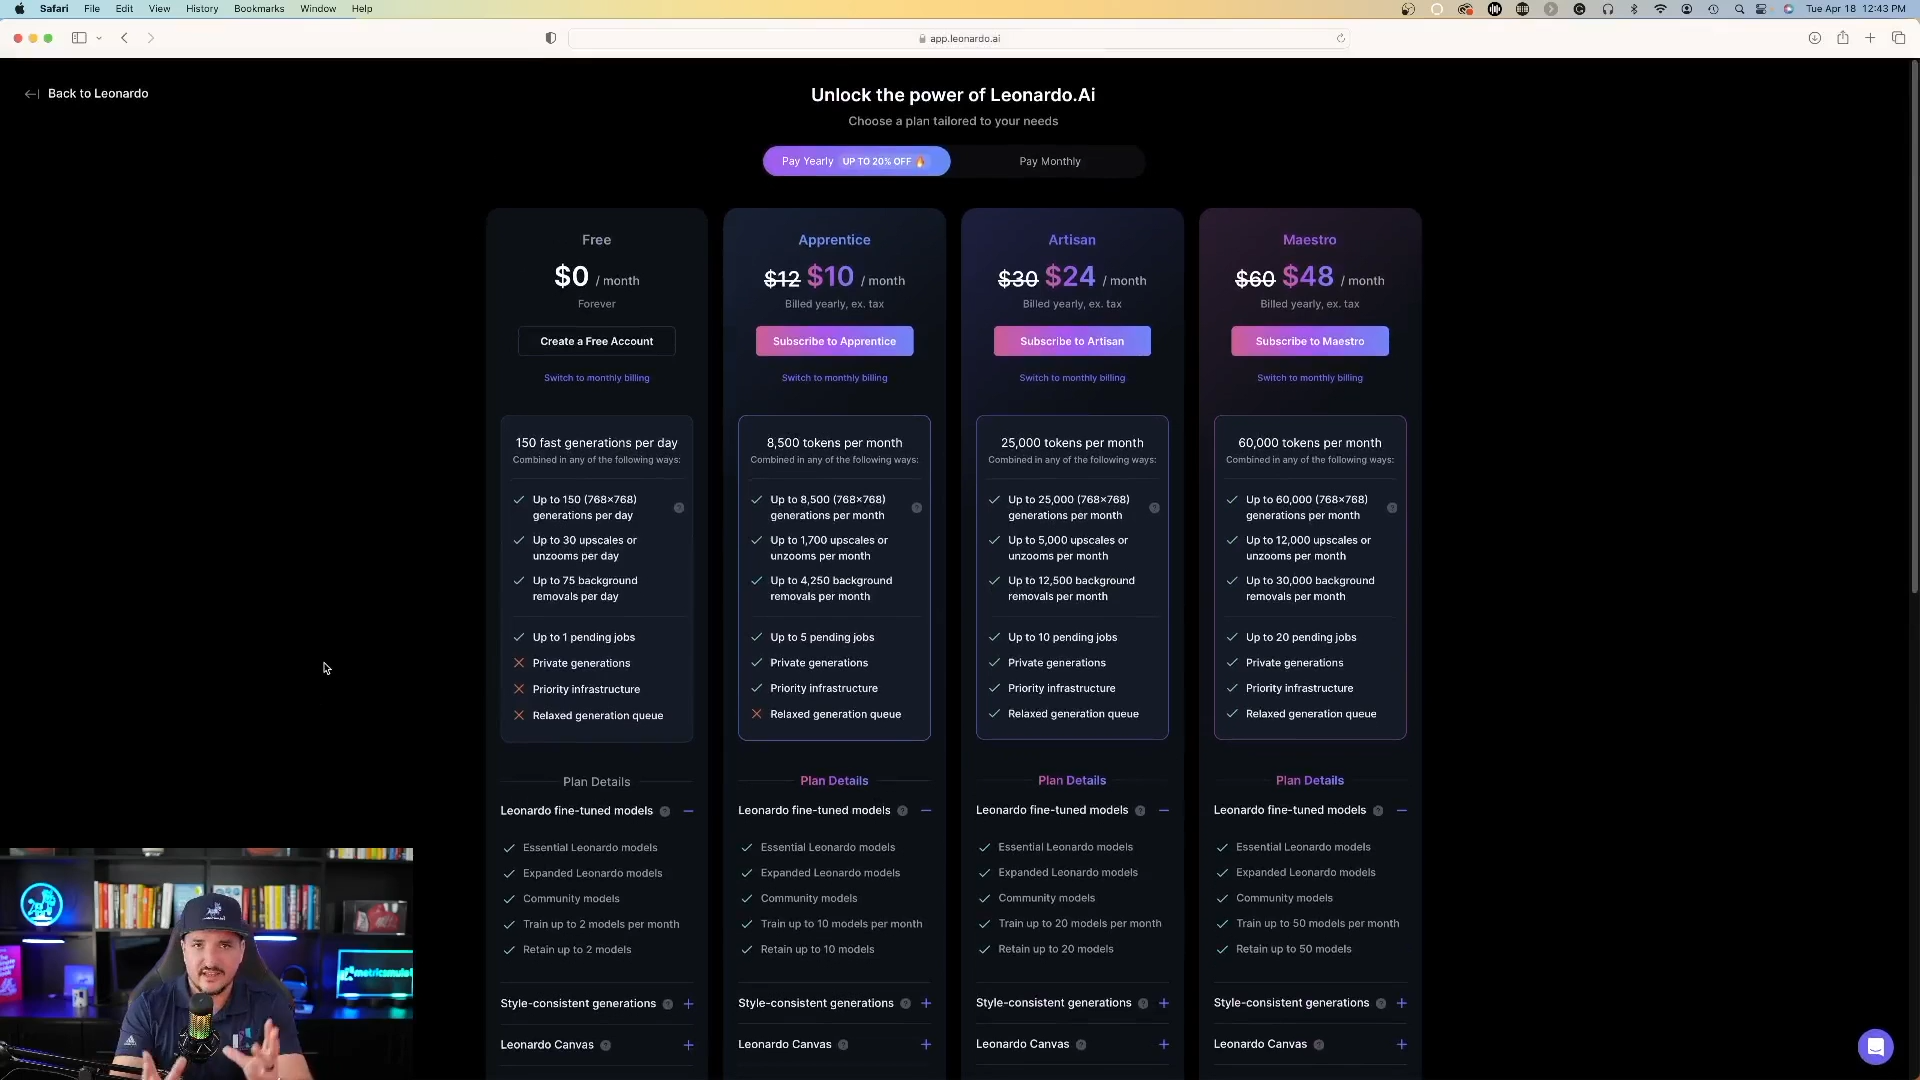 Safari File Edit View History Bookmarks Window Help
Tue Apr 18 12:43 PM
app.leonardo.ai
Back to Leonardo
Unlock the power of Leonardo.Ai
Choose a plan tailored to your needs
Pay Yearly UP TO 20% OFF 🔥
Pay Monthly
Free
$0 / month
Forever
Create a Free Account
Switch to monthly billing
150 fast generations per day
Combined in any of the following ways:
Up to 150 (768×768)
generations per day
Up to 30 upscales or
unzooms per day
Up to 75 background
removals per day
Up to 1 pending jobs
Private generations
Priority infrastructure
Relaxed generation queue
Plan Details
Leonardo fine-tuned models
Essential Leonardo models
Expanded Leonardo models
Community models
Train up to 2 models per month
Retain up to 2 models
Style-consistent generations
Leonardo Canvas
Apprentice
$12 $10 / month
Billed yearly, ex. tax
Subscribe to Apprentice
Switch to monthly billing
8,500 tokens per month
Combined in any of the following ways:
Up to 8,500 (768×768)
generations per month
Up to 1,700 upscales or
unzooms per month
Up to 4,250 background
removals per month
Up to 5 pending jobs
Private generations
Priority infrastructure
Relaxed generation queue
Plan Details
Leonardo fine-tuned models
Essential Leonardo models
Expanded Leonardo models
Community models
Train up to 10 models per month
Retain up to 10 models
Style-consistent generations
Leonardo Canvas
Artisan
$30 $24 / month
Billed yearly, ex. tax
Subscribe to Artisan
Switch to monthly billing
25,000 tokens per month
Combined in any of the following ways:
Up to 25,000 (768×768)
generations per month
Up to 5,000 upscales or
unzooms per month
Up to 12,500 background
removals per month
Up to 10 pending jobs
Private generations
Priority infrastructure
Relaxed generation queue
Plan Details
Leonardo fine-tuned models
Essential Leonardo models
Expanded Leonardo models
Community models
Train up to 20 models per month
Retain up to 20 models
Style-consistent generations
Leonardo Canvas
Maestro
$60 $48 / month
Billed yearly, ex. tax
Subscribe to Maestro
Switch to monthly billing
60,000 tokens per month
Combined in any of the following ways:
Up to 60,000 (768×768)
generations per month
Up to 12,000 upscales or
unzooms per month
Up to 30,000 background
removals per month
Up to 20 pending jobs
Private generations
Priority infrastructure
Relaxed generation queue
Plan Details
Leonardo fine-tuned models
Essential Leonardo models
Expanded Leonardo models
Community models
Train up to 50 models per month
Retain up to 50 models
Style-consistent generations
Leonardo Canvas